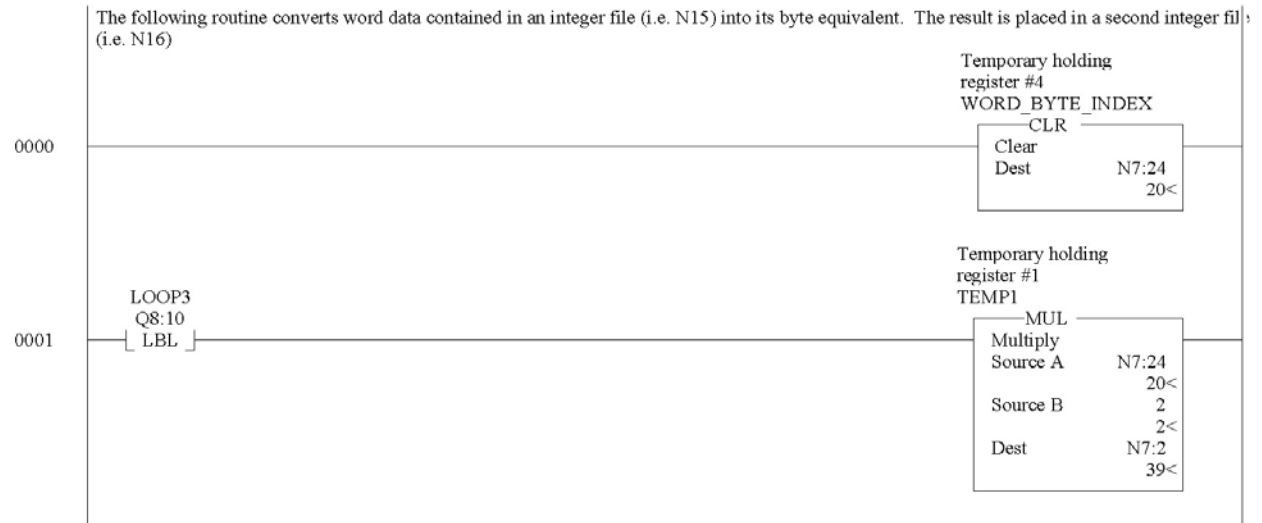 The following routine converts word data contained in an integer file (i.e. N15) into its byte equivalent.  The result is placed in a second integer fil
(i.e. N16)
Temporary holding
register #4
WORD_BYTE_INDEX
CLR
0000
Clear
Dest N7:24
20<
Temporary holding
register #1
TEMP1
LOOP3
Q8:10
MUL
0001
LBL
Multiply
Source A N7:24
20<
Source B 2
2<
Dest N7:2
39<